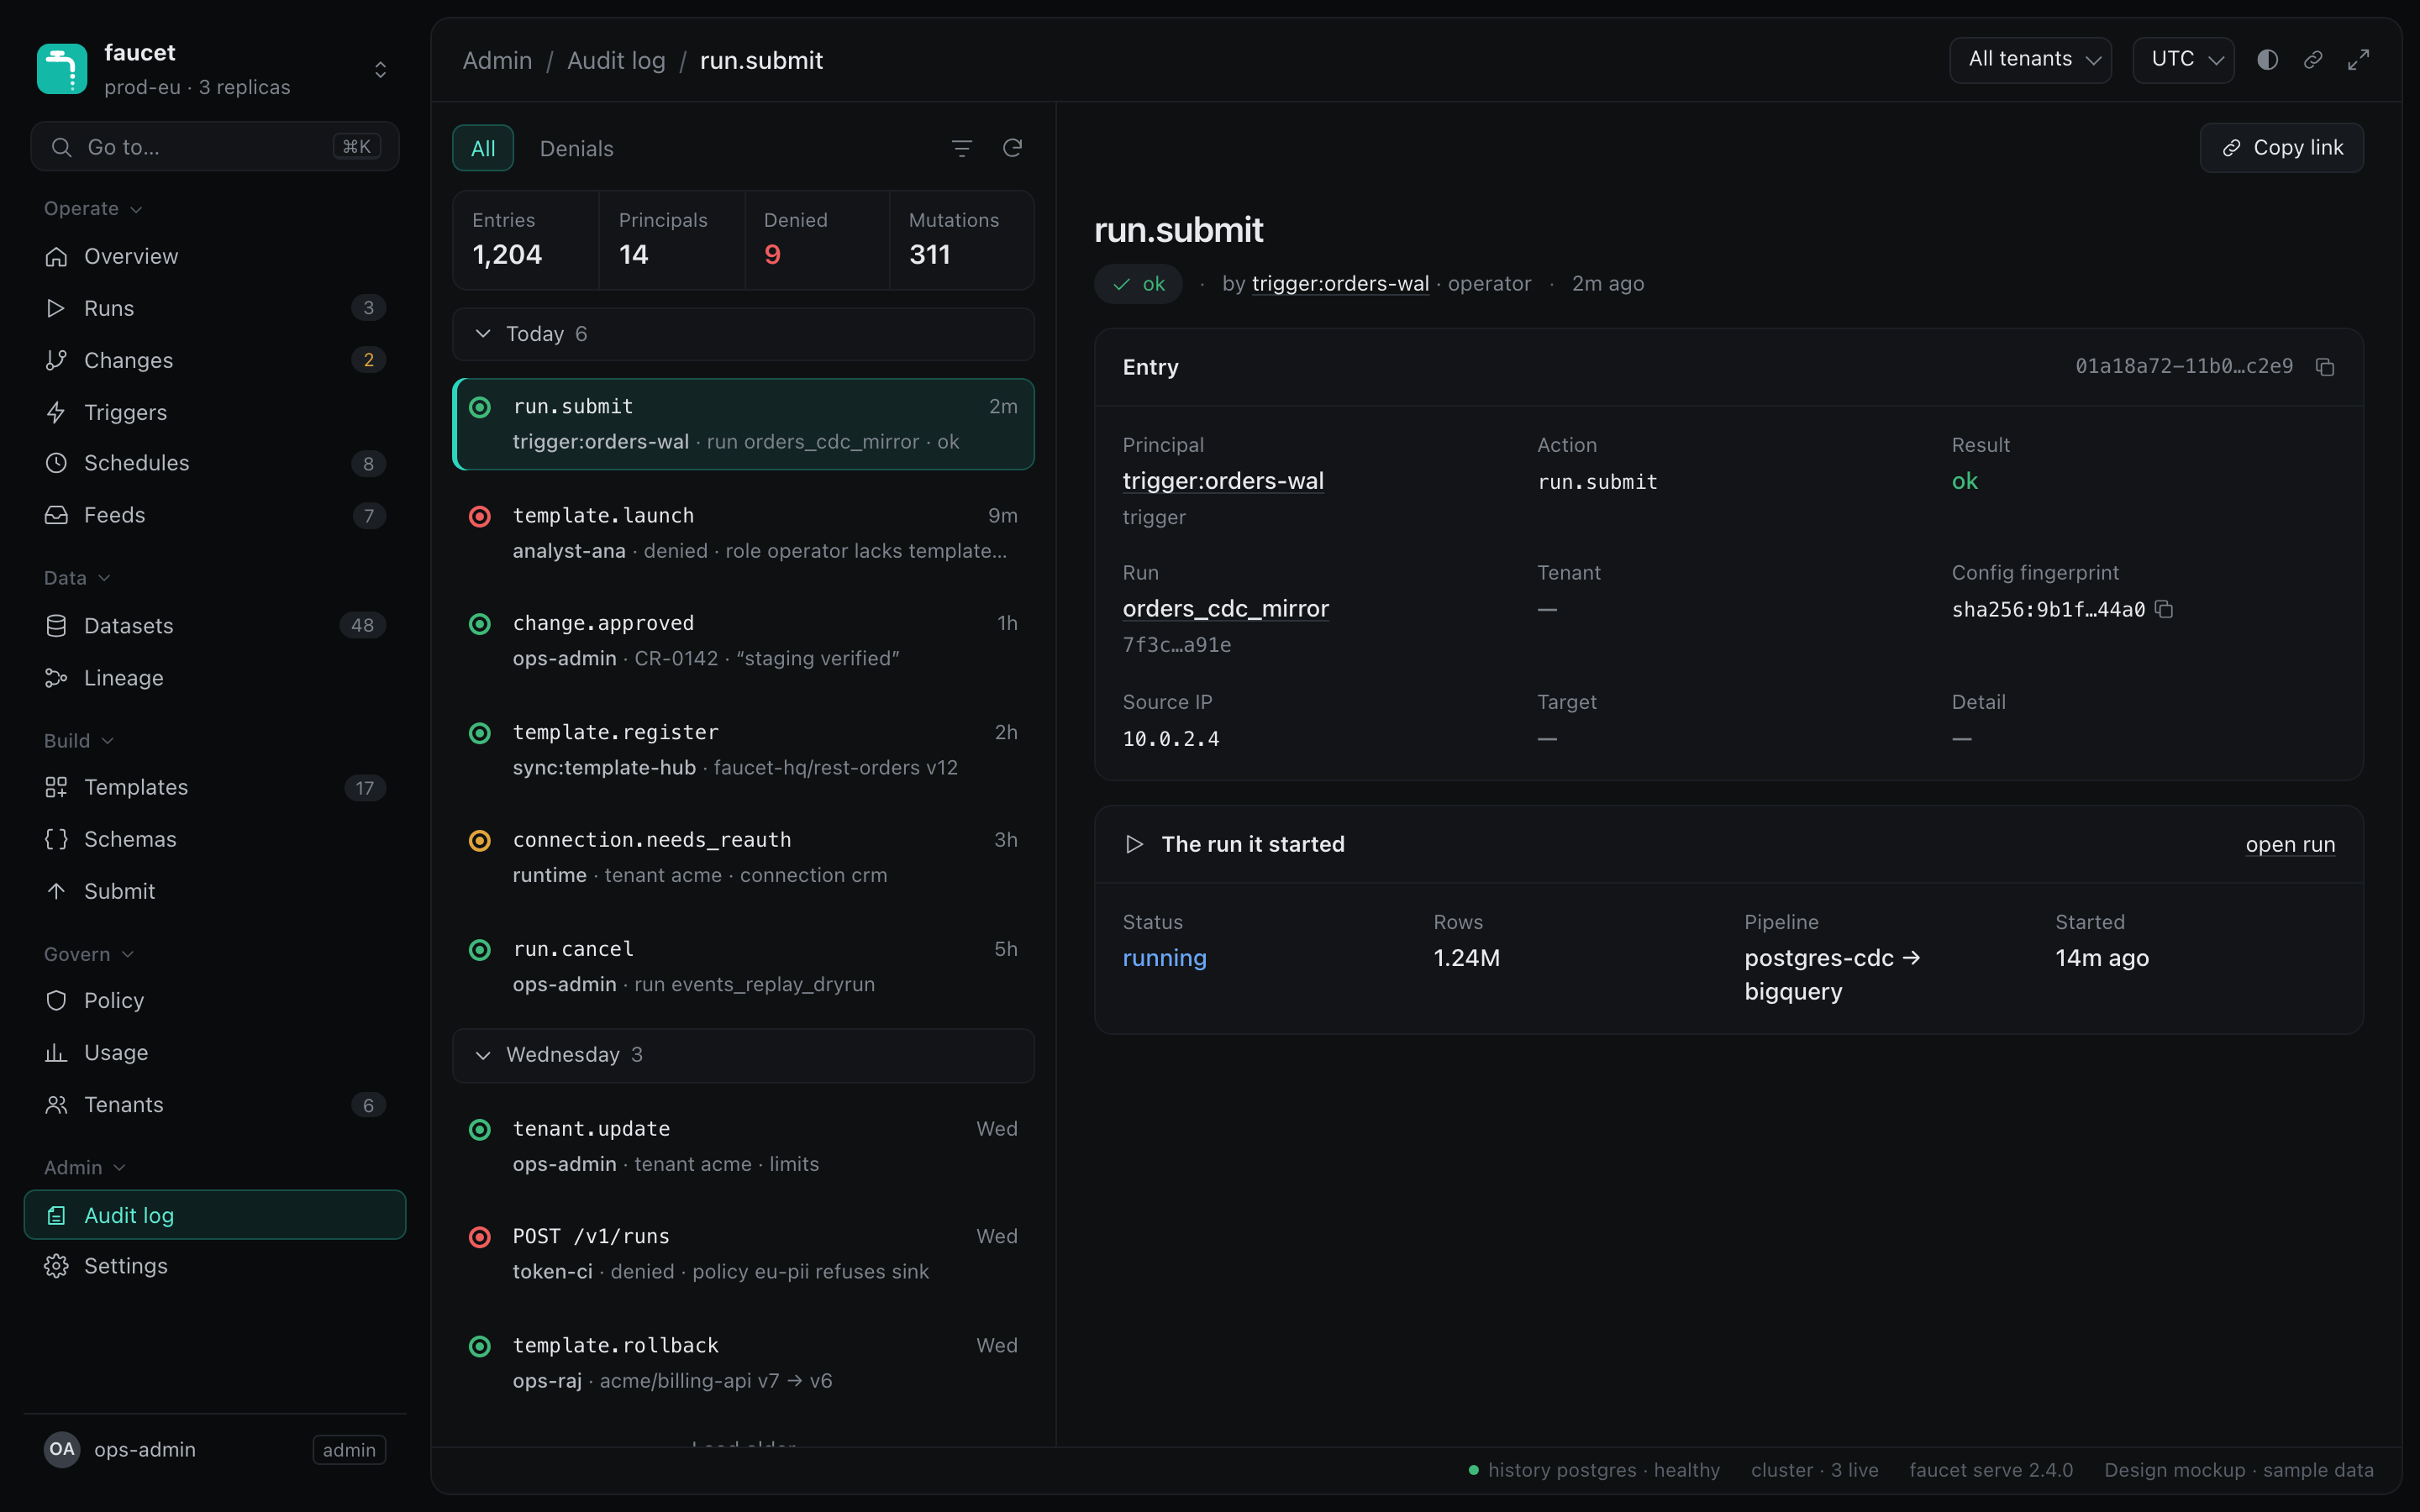 faucet
prod-eu · 3 replicas
Go to...
⌘K
Operate
Overview
Runs 3
Changes 2
Triggers
Schedules 8
Feeds 7
Data
Datasets 48
Lineage
Build
Templates 17
Schemas
Submit
Govern
Policy
Usage
Tenants 6
Admin
Audit log
Settings
OA ops-admin admin
Admin / Audit log / run.submit
All tenants
UTC
All Denials
Entries Principals Denied Mutations
1,204 14 9 311
Today 6
run.submit 2m
trigger:orders-wal · run orders_cdc_mirror · ok
template.launch 9m
analyst-ana · denied · role operator lacks template…
change.approved 1h
ops-admin · CR-0142 · “staging verified”
template.register 2h
sync:template-hub · faucet-hq/rest-orders v12
connection.needs_reauth 3h
runtime · tenant acme · connection crm
run.cancel 5h
ops-admin · run events_replay_dryrun
Wednesday 3
tenant.update Wed
ops-admin · tenant acme · limits
POST /v1/runs Wed
token-ci · denied · policy eu-pii refuses sink
template.rollback Wed
ops-raj · acme/billing-api v7 → v6
Copy link
run.submit
ok · by trigger:orders-wal · operator · 2m ago
Entry 01a18a72-11b0…c2e9
Principal Action Result
trigger:orders-wal run.submit ok
trigger
Run Tenant Config fingerprint
orders_cdc_mirror — sha256:9b1f…44a0
7f3c…a91e
Source IP Target Detail
10.0.2.4 — —
The run it started open run
Status Rows Pipeline Started
running 1.24M postgres-cdc → 14m ago
bigquery
history postgres · healthy cluster · 3 live faucet serve 2.4.0 Design mockup · sample data